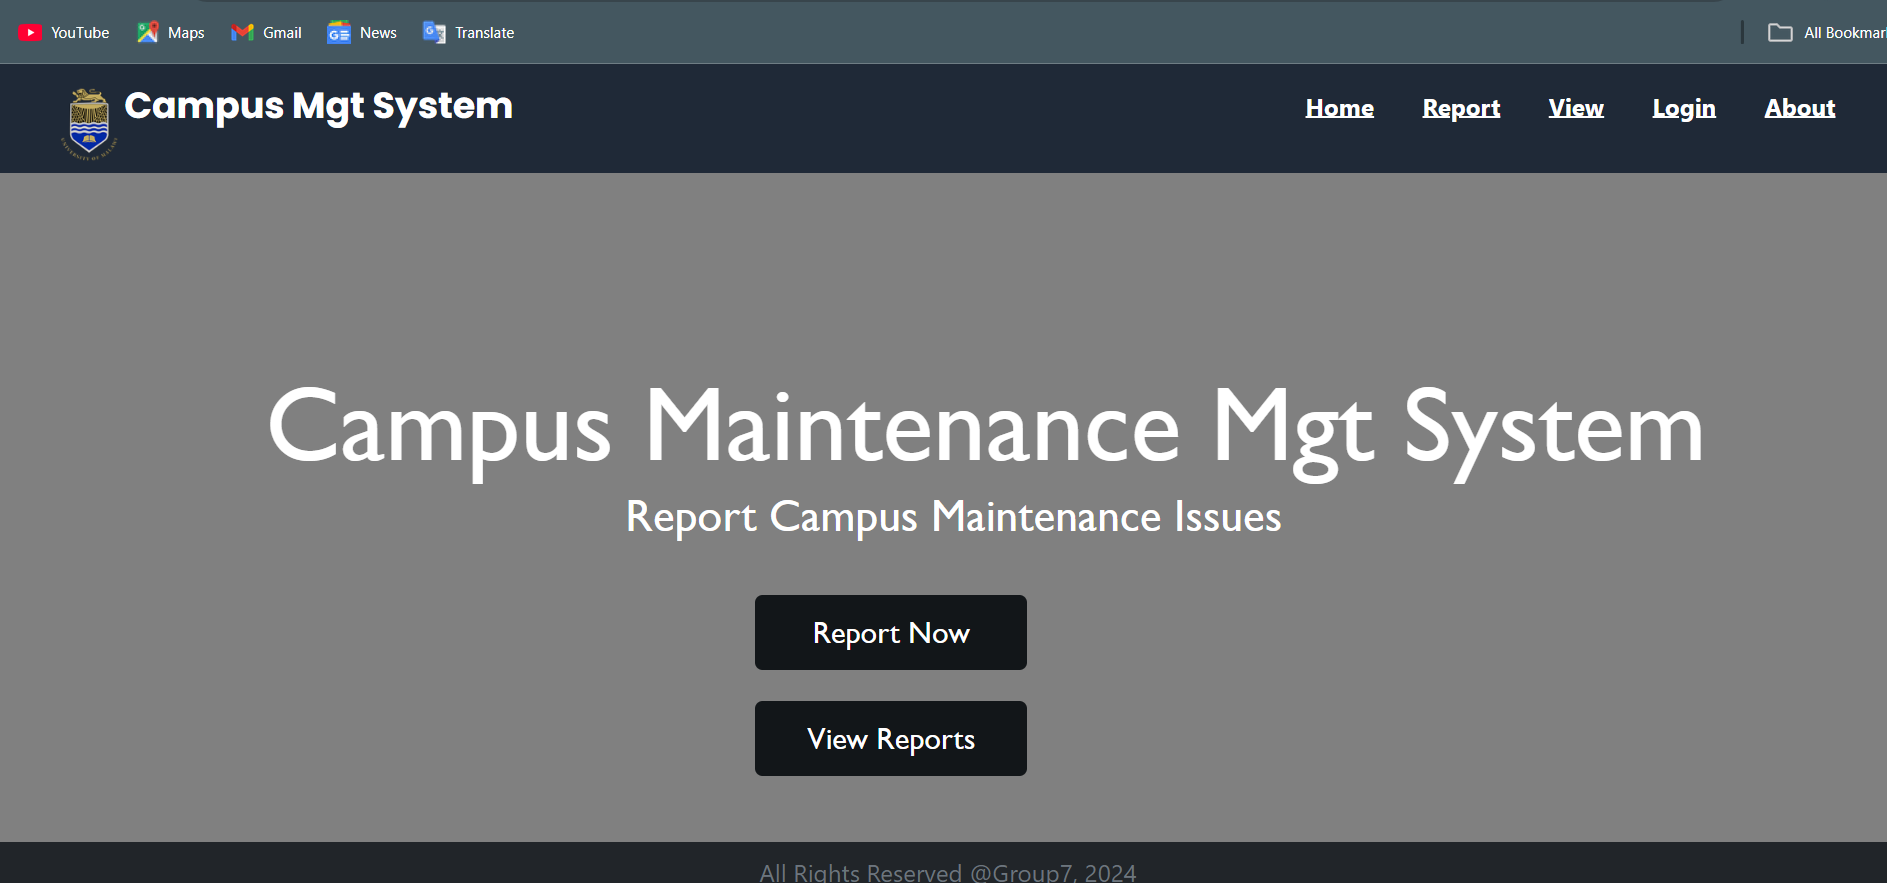 YouTube Maps Gmail News Translate All Bookmar
Campus Mgt System Home Report View Login About
Campus Maintenance Mgt System
Report Campus Maintenance Issues
Report Now
View Reports
All Rights Reserved @Group7, 2024